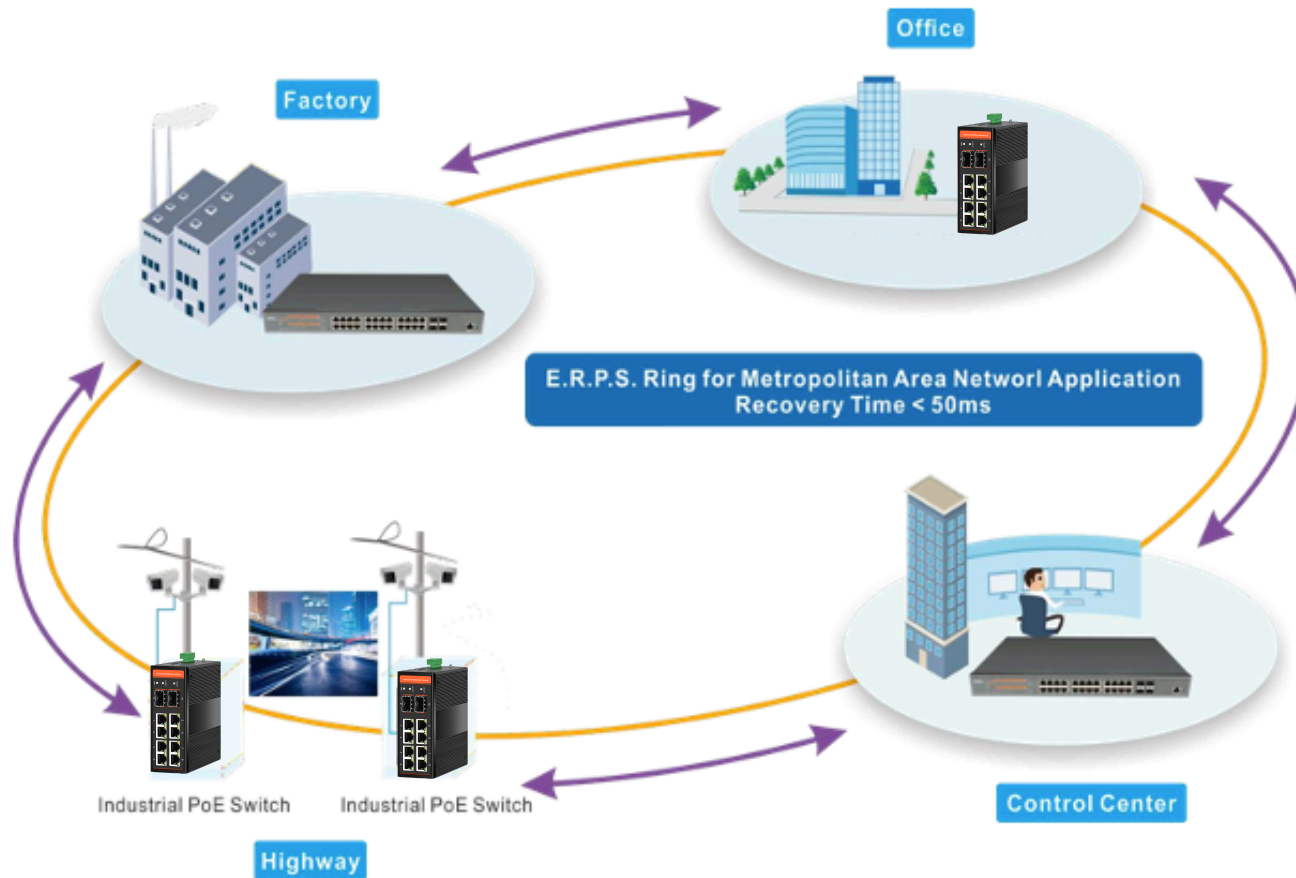 Office
Factory
E.R.P.S. Ring for Metropolitan Area Networl Application
Recovery Time < 50ms
Industrial PoE Switch
Industrial PoE Switch
Control Center
Highway